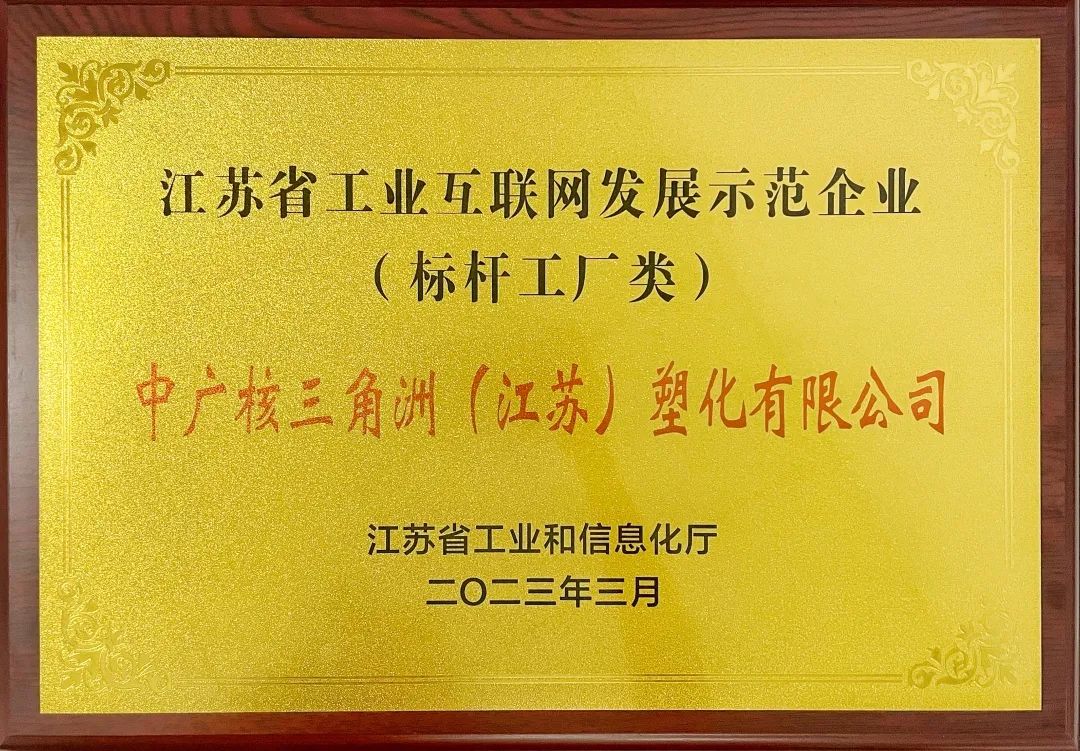 江苏省工业互联网发展示范企业
（标杆工厂类）
中广核三角洲（江苏）塑化有限公司
江苏省工业和信息化厅
二〇二三年三月